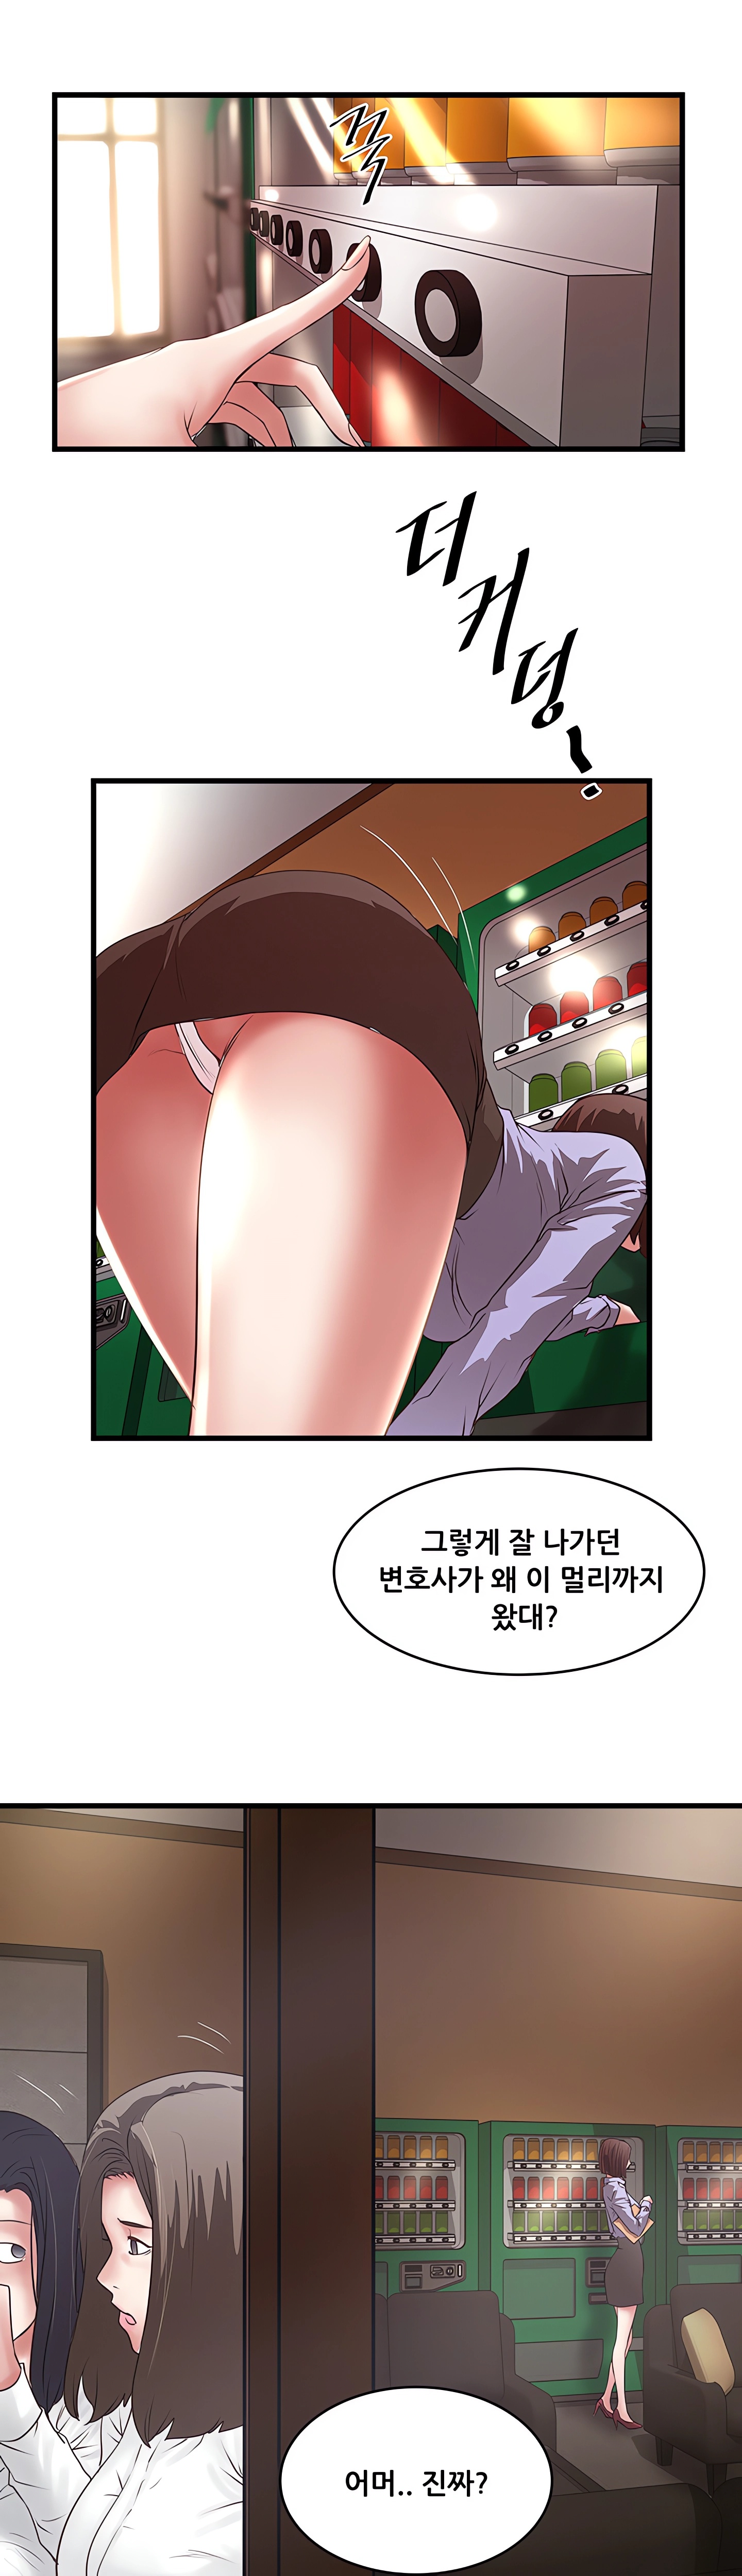 꾹
더
커
덩
그렇게 잘 나가던
변호사가 왜 이 멀리까지
왔대?
어머.. 진짜?